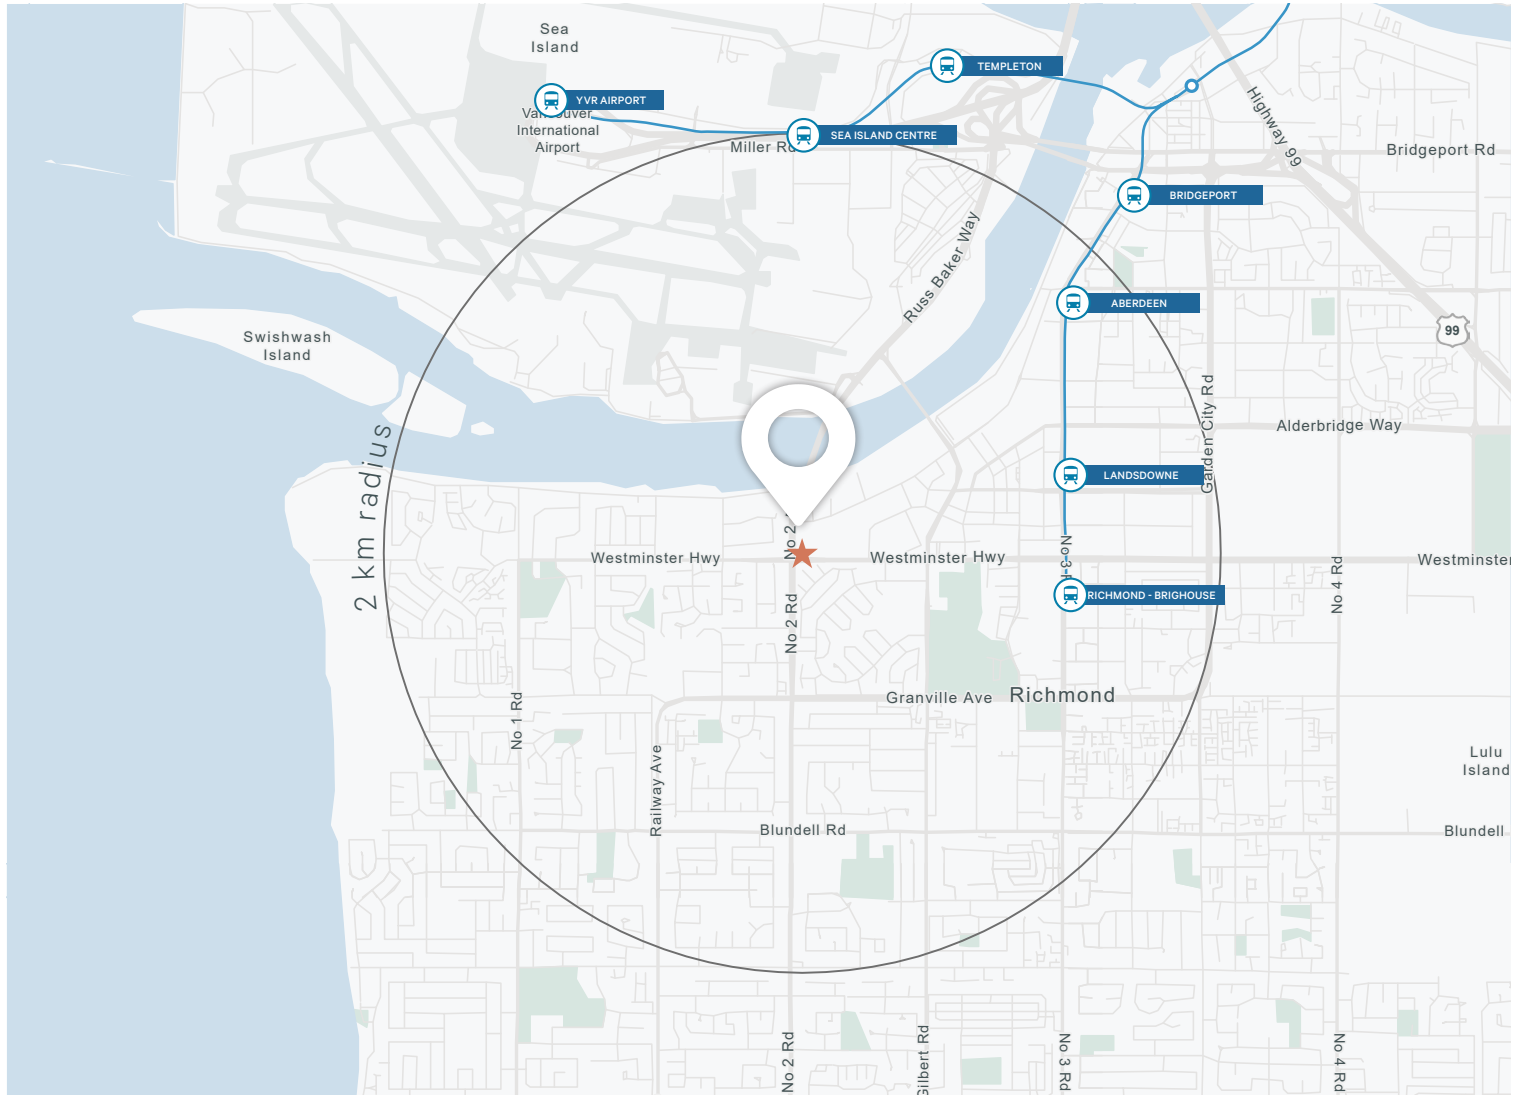 Sea
Island
TEMPLETON
YVR AIRPORT
Vancouver
International
Airport
SEA ISLAND CENTRE
Miller Rd
Highway 99
Bridgeport Rd
BRIDGEPORT
Russ Baker Way
ABERDEEN
99
Swishwash
Island
Garden City Rd
Alderbridge Way
2 km radius
LANDSDOWNE
No 2
Westminster Hwy
Westminster Hwy
No 3 R
Westminster
No 4 Rd
RICHMOND - BRIGHOUSE
No 2 Rd
Granville Ave
Richmond
No 1 Rd
Railway Ave
Lulu
Island
Blundell Rd
Blundell
No 2 Rd
Gilbert Rd
No 3 Rd
No 4 Rd